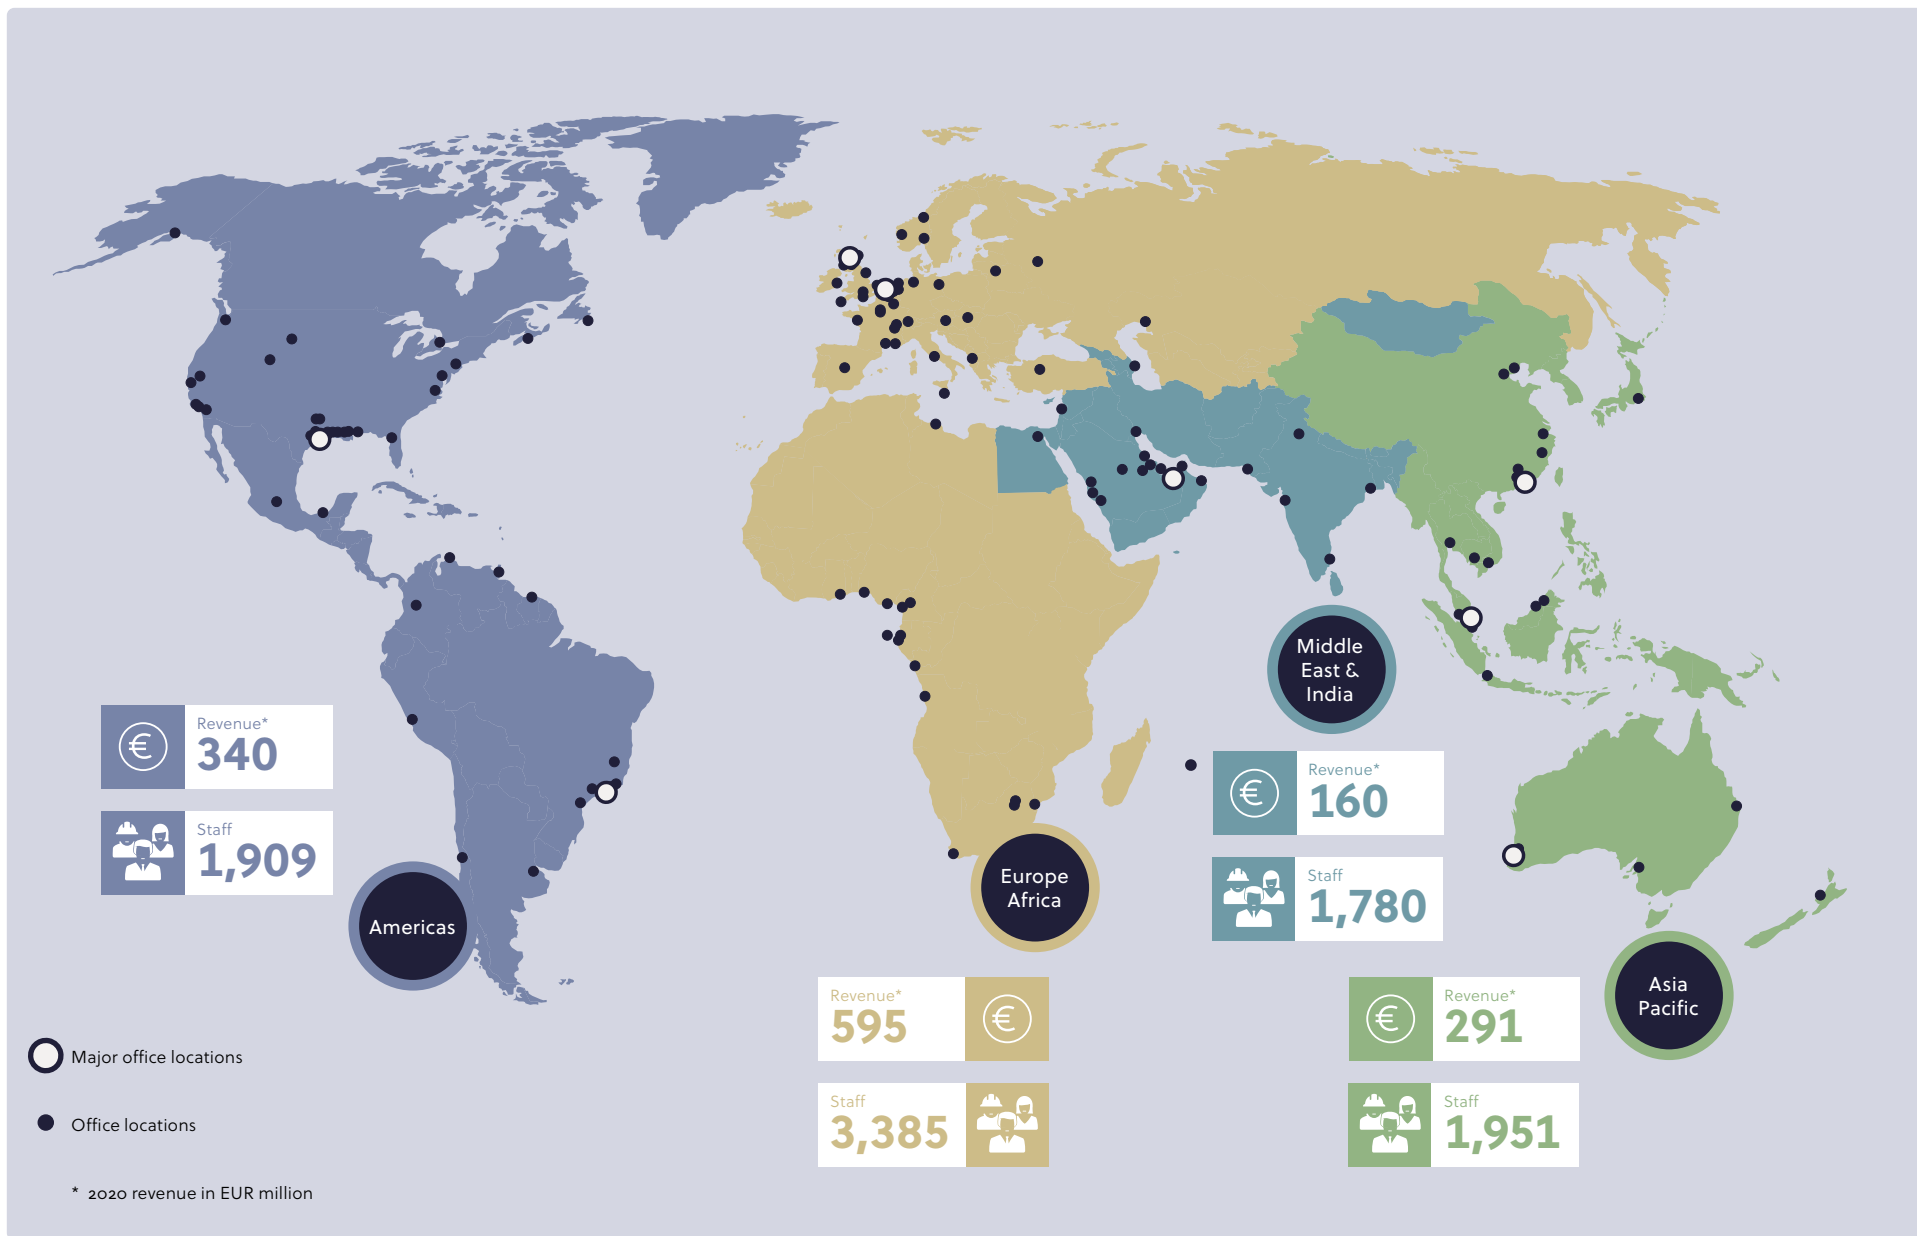 Middle
East &
India
Revenue*
340
Staff
1,909
Americas
Revenue*
160
Staff
1,780
Europe
Africa
Revenue*
595
Staff
3,385
Asia
Pacific
Revenue*
291
Staff
1,951
Major office locations
Office locations
* 2020 revenue in EUR million